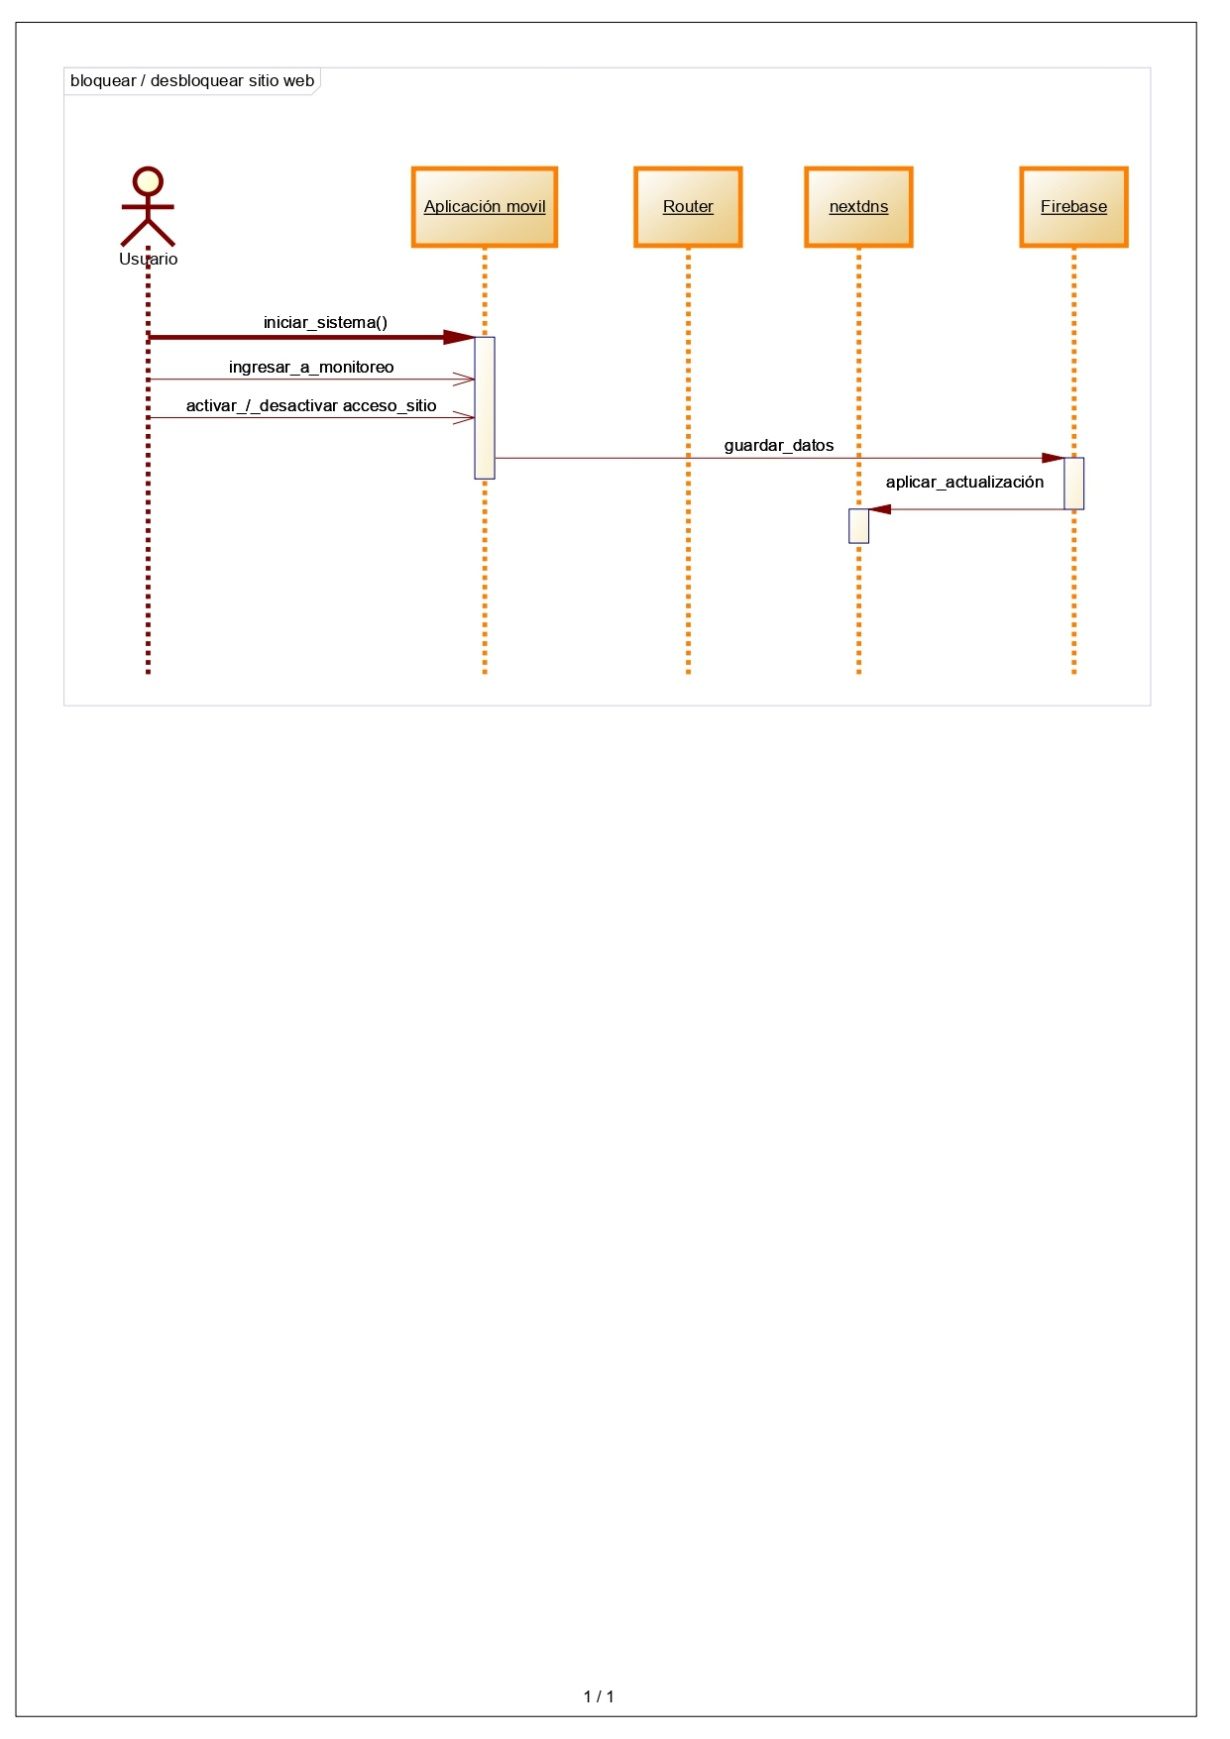 bloquear / desbloquear sitio web
Usuario
Aplicación movil
Router
nextdns
Firebase
iniciar_sistema()
ingresar_a_monitoreo
activar_/_desactivar acceso_sitio
guardar_datos
aplicar_actualización
1 / 1